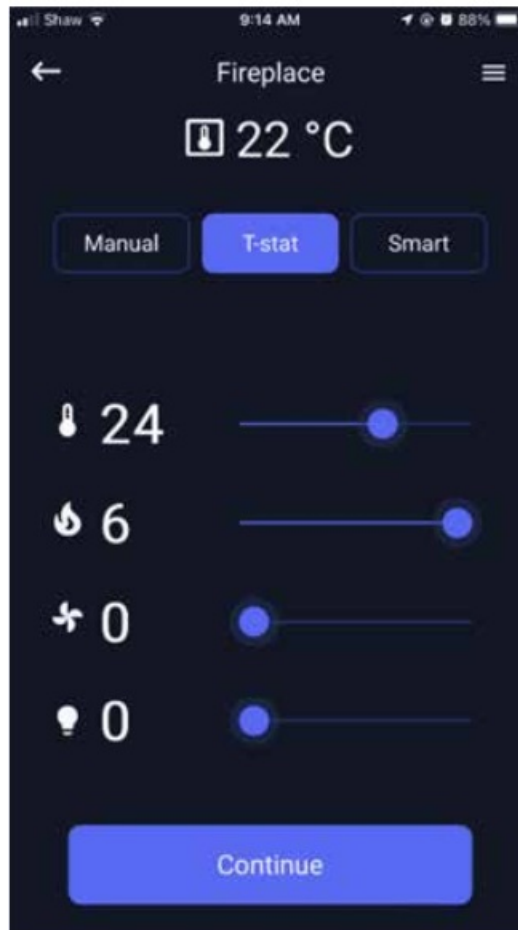 Shaw 9:14 AM 88%
Fireplace
22 °C
Manual T-stat Smart
24
6
0
0
Continue